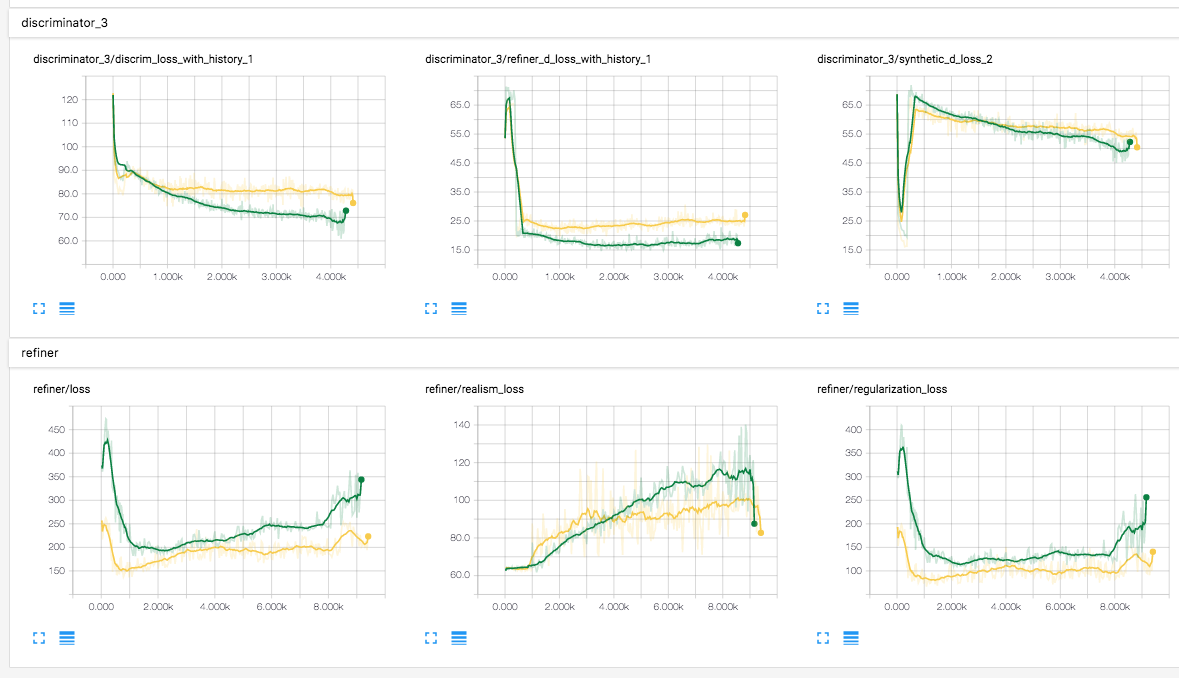 discriminator_3
discriminator_3/discrim_loss_with_history_1
discriminator_3/refiner_d_loss_with_history_1
discriminator_3/synthetic_d_loss_2
120
110
100
90.0
80.0
70.0
60.0
0.000 1.000k 2.000k 3.000k 4.000k
65.0
55.0
45.0
35.0
25.0
15.0
0.000 1.000k 2.000k 3.000k 4.000k
65.0
55.0
45.0
35.0
25.0
15.0
0.000 1.000k 2.000k 3.000k 4.000k
refiner
refiner/loss
refiner/realism_loss
refiner/regularization_loss
450
400
350
300
250
200
150
0.000 2.000k 4.000k 6.000k 8.000k
140
120
100
80.0
60.0
0.000 2.000k 4.000k 6.000k 8.000k
400
350
300
250
200
150
100
0.000 2.000k 4.000k 6.000k 8.000k